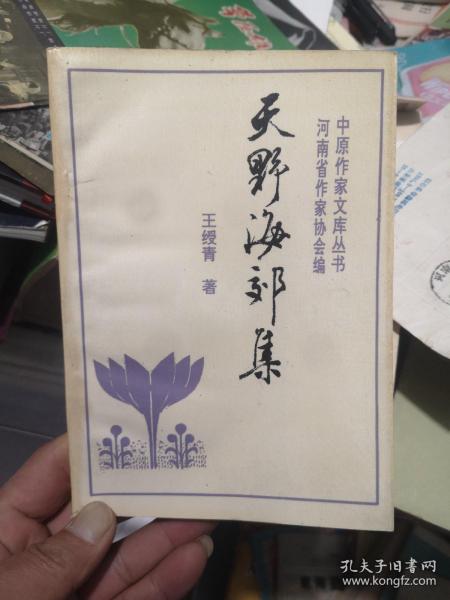 中原作家文库丛书
河南省作家协会编
天野海郊集
王绶青 著
孔夫子旧书网
www.kongfz.com